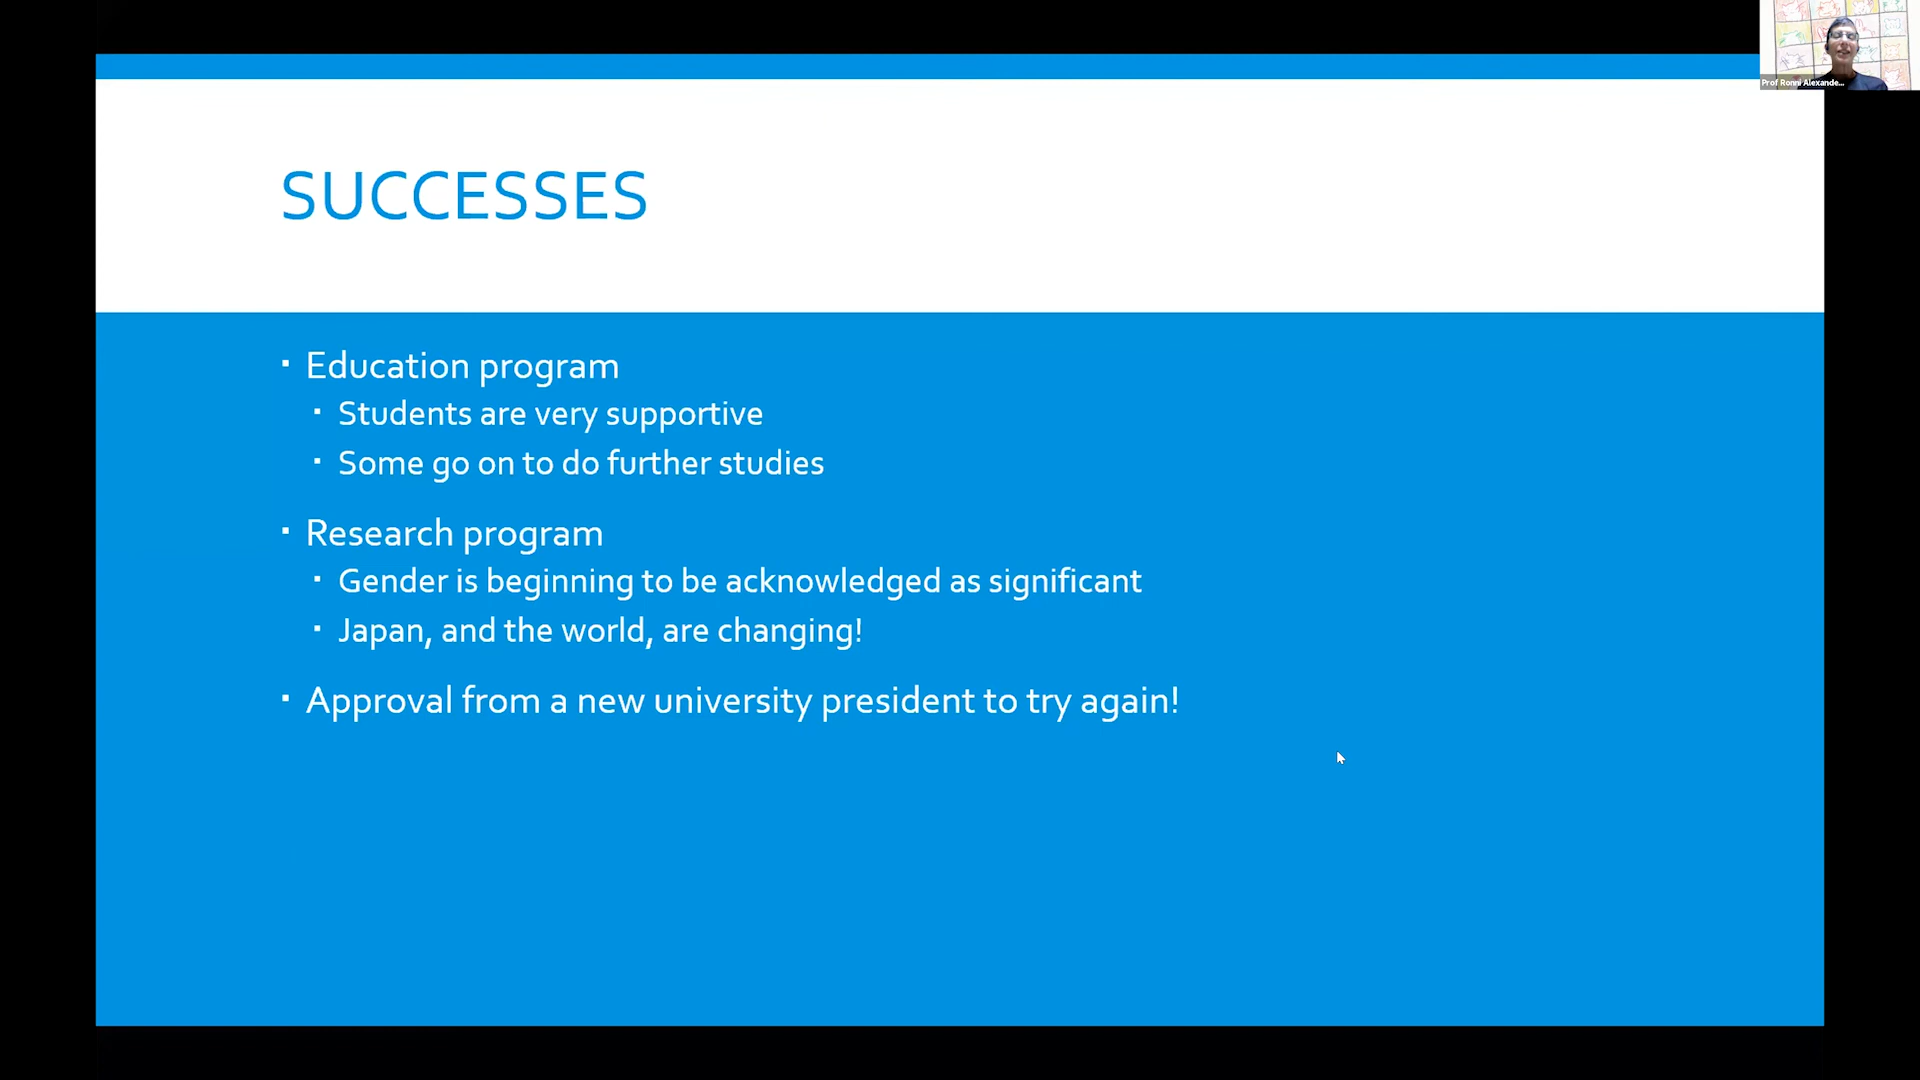 Prof Ronni Alexande...
SUCCESSES
▪ Education program
▪ Students are very supportive
▪ Some go on to do further studies
▪ Research program
▪ Gender is beginning to be acknowledged as significant
▪ Japan, and the world, are changing!
▪ Approval from a new university president to try again!